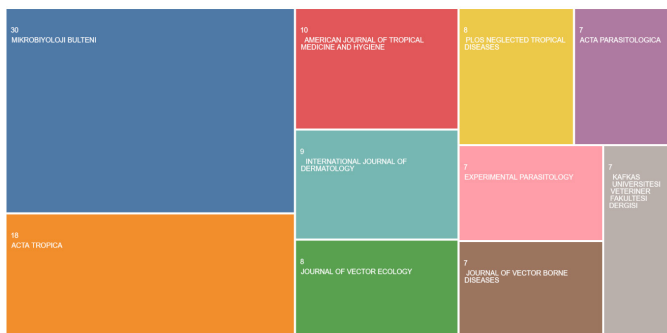 30
MIKROBIYOLOJI BULTENI
18
ACTA TROPICA
10
AMERICAN JOURNAL OF TROPICAL
MEDICINE AND HYGIENE
9
INTERNATIONAL JOURNAL OF
DERMATOLOGY
8
JOURNAL OF VECTOR ECOLOGY
8
PLOS NEGLECTED TROPICAL
DISEASES
7
ACTA PARASITOLOGICA
7
EXPERIMENTAL PARASITOLOGY
7
JOURNAL OF VECTOR BORNE
DISEASES
7
KAFKAS
UNIVERSITESI
VETERINER
FAKULTESI
DERGISI